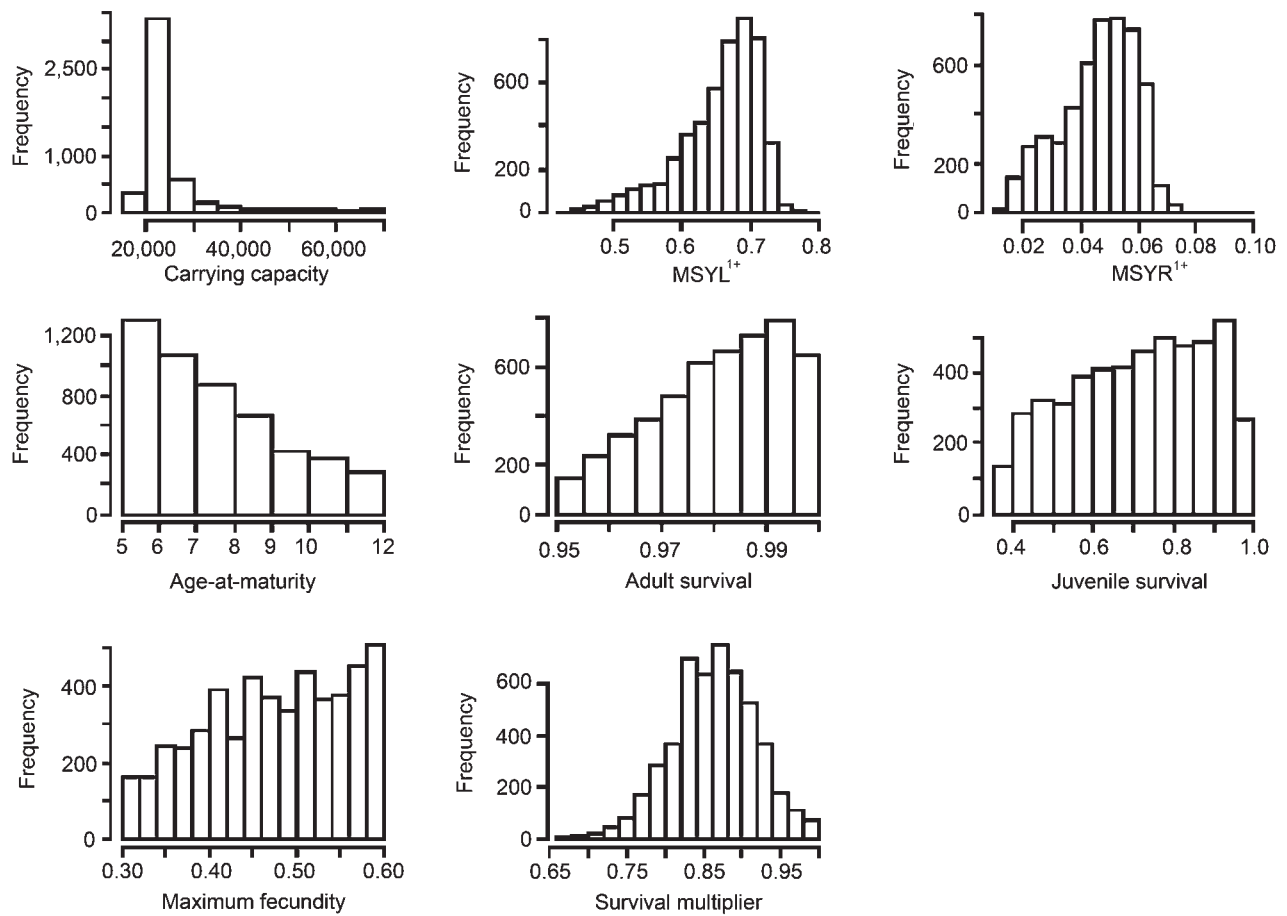 Frequency
2,500
1,000
0
20,000 40,000 60,000
Carrying capacity
Frequency
600
200
0
0.5 0.6 0.7 0.8
MSYL1+
Frequency
600
200
0
0.02 0.04 0.06 0.08 0.10
MSYR1+
Frequency
1,200
800
400
0
5 6 7 8 9 10 12
Age-at-maturity
Frequency
600
200
0
0.95 0.97 0.99
Adult survival
Frequency
400
200
0
0.4 0.6 0.8 1.0
Juvenile survival
Frequency
400
200
0
0.30 0.40 0.50 0.60
Maximum fecundity
Frequency
600
400
200
0
0.65 0.75 0.85 0.95
Survival multiplier